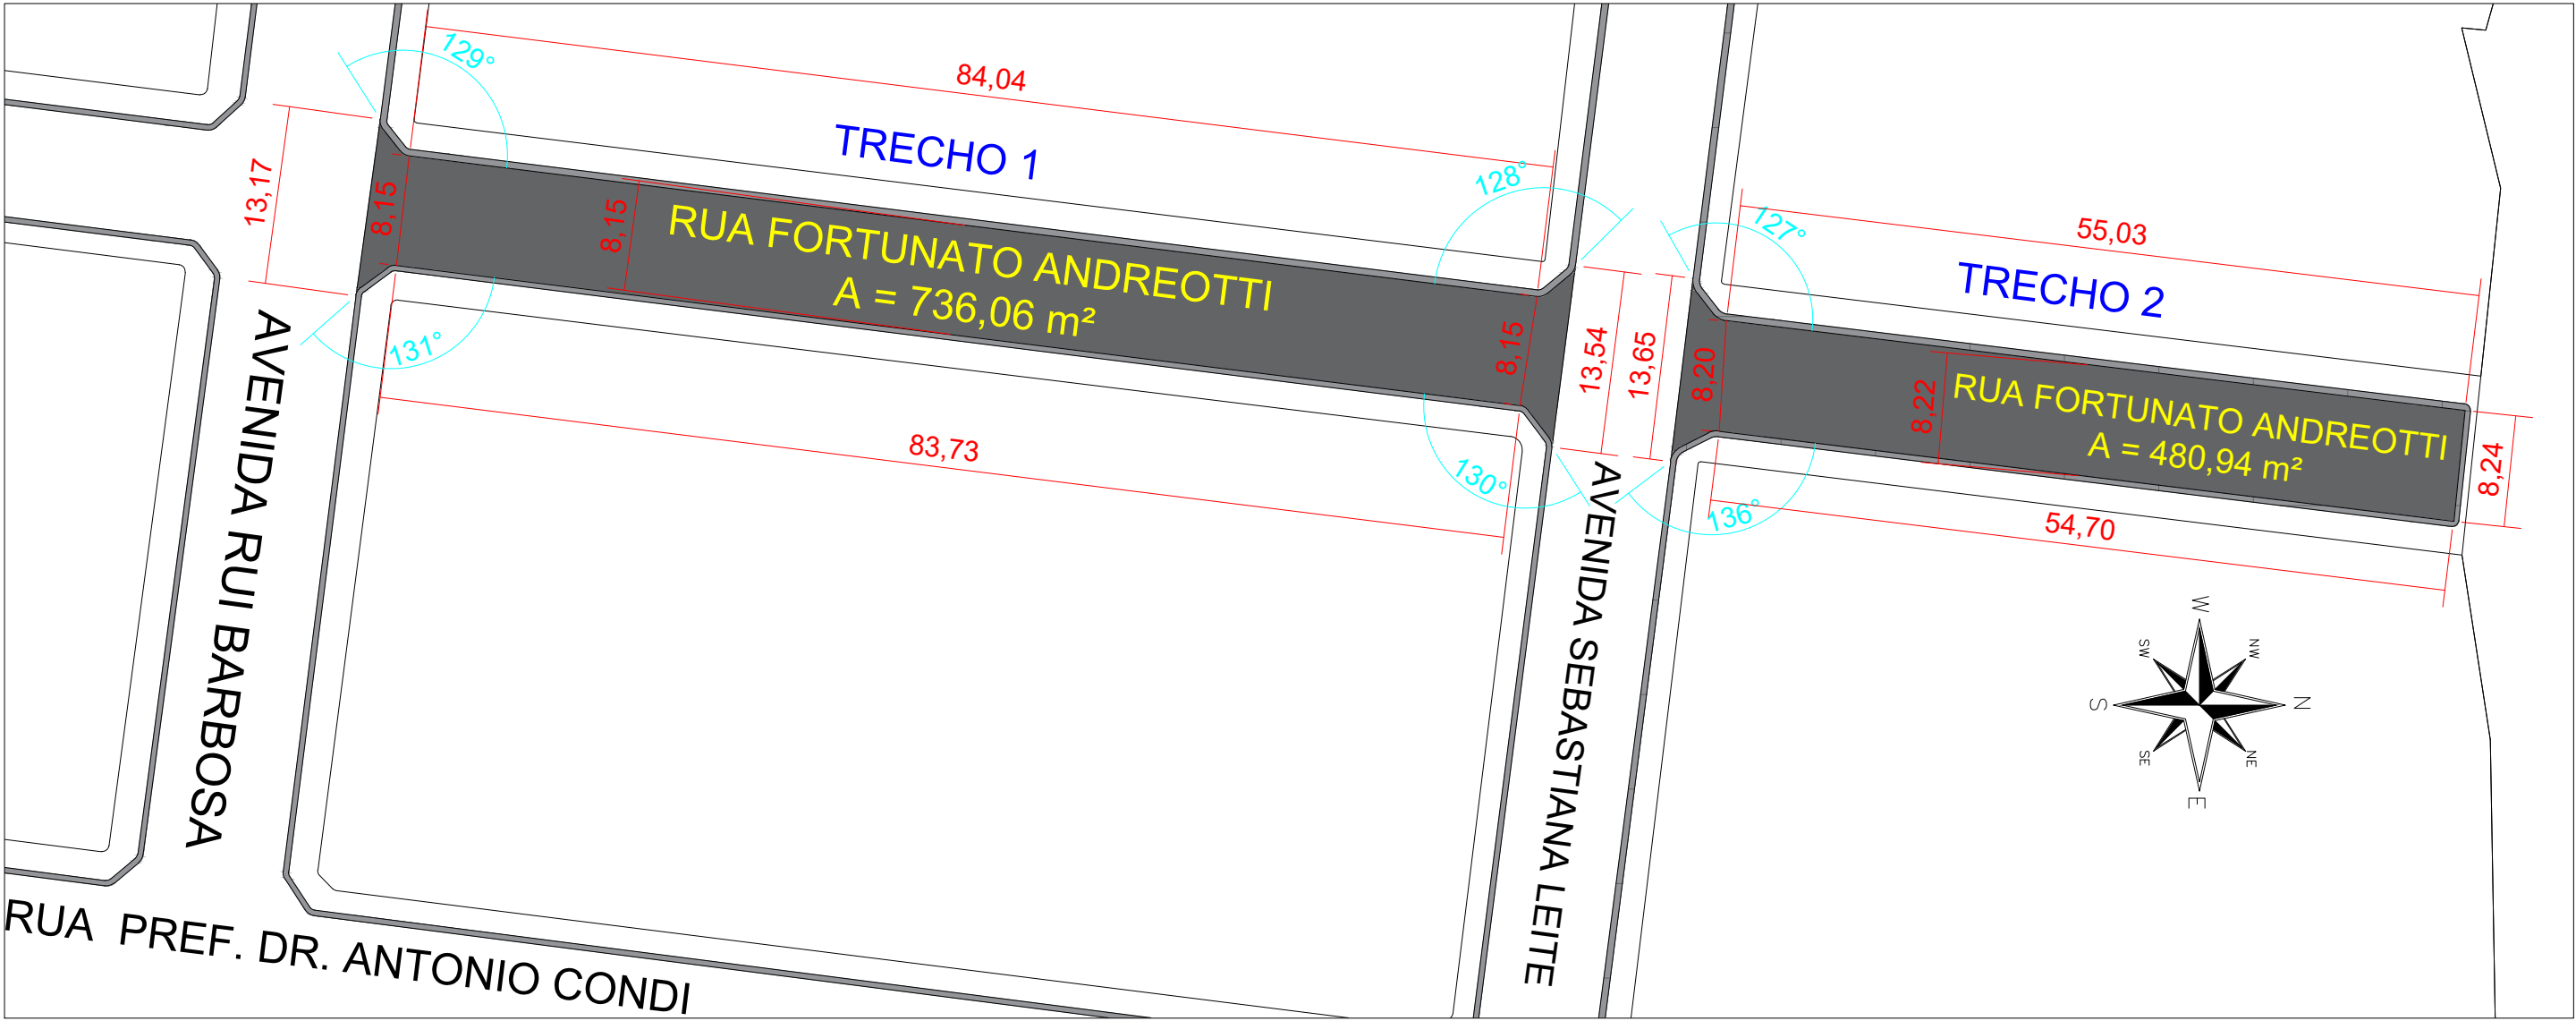 129°
84,04
TRECHO 1
13,17
8,15
8,15
RUA FORTUNATO ANDREOTTI
A = 736,06 m²
128°
127°
55,03
TRECHO 2
131°
8,15
13,54
13,65
8,20
8,22
RUA FORTUNATO ANDREOTTI
A = 480,94 m²
8,24
83,73
130°
136°
54,70
AVENIDA RUI BARBOSA
AVENIDA SEBASTIANA LEITE
W
SW
NW
S
N
SE
NE
E
RUA PREF. DR. ANTONIO CONDI